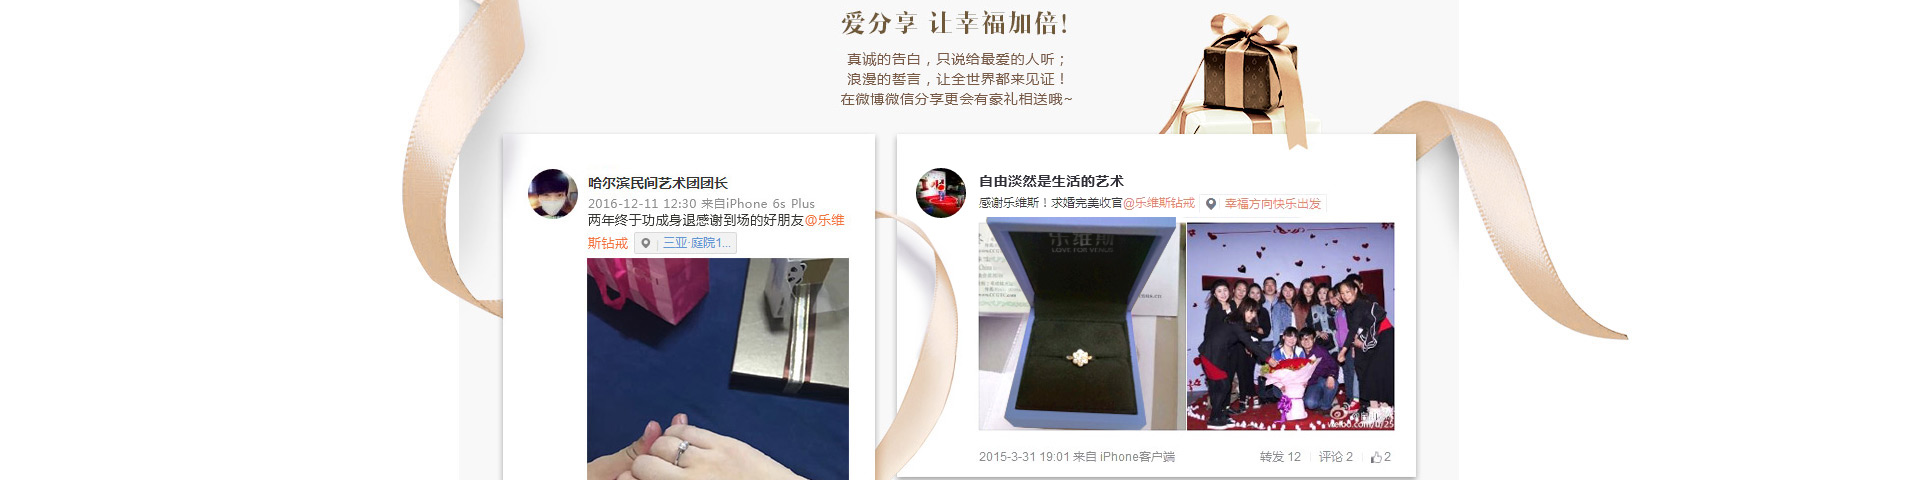 爱分享 让幸福加倍!
真诚的告白，只说给最爱的人听；
浪漫的誓言，让全世界都来见证！
在微博微信分享更会有豪礼相送哦~
哈尔滨民间艺术团团长
2016-12-11 12:30 来自iPhone 6s Plus
两年终于功成身退感谢到场的好朋友@乐维
斯钻戒 三亚·庭院1...
自由淡然是生活的艺术
感谢乐维斯！求婚完美收官@乐维斯钻戒 幸福方向快乐出发
乐维斯
LOVE FOR VENUS
2015-3-31 19:01 来自 iPhone客户端
转发 12 评论 2 2